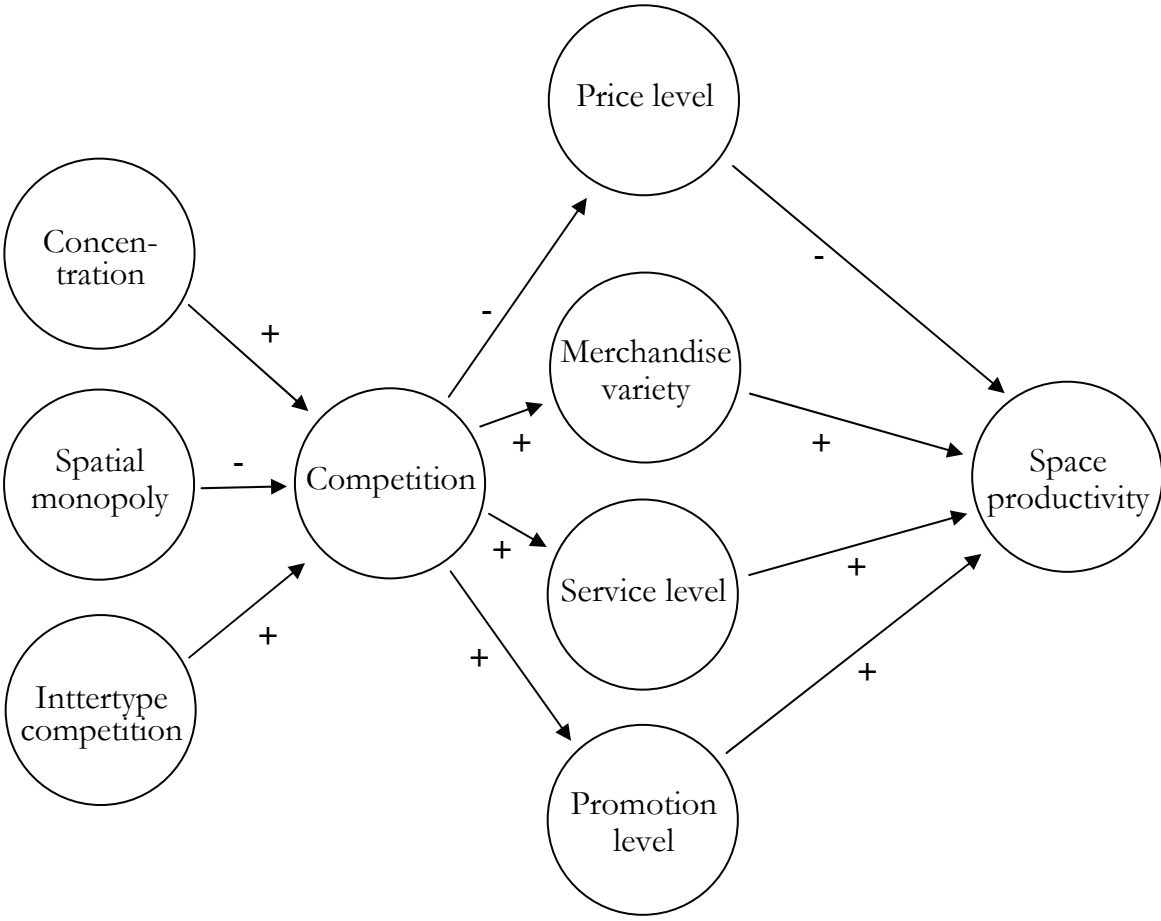 Price level
-
Concen-
tration
+
-
Merchandise
variety
+
+
Spatial
monopoly
-
Competition
Space
productivity
+
Service level
+
+
+
+
Inttertype
competition
Promotion
level